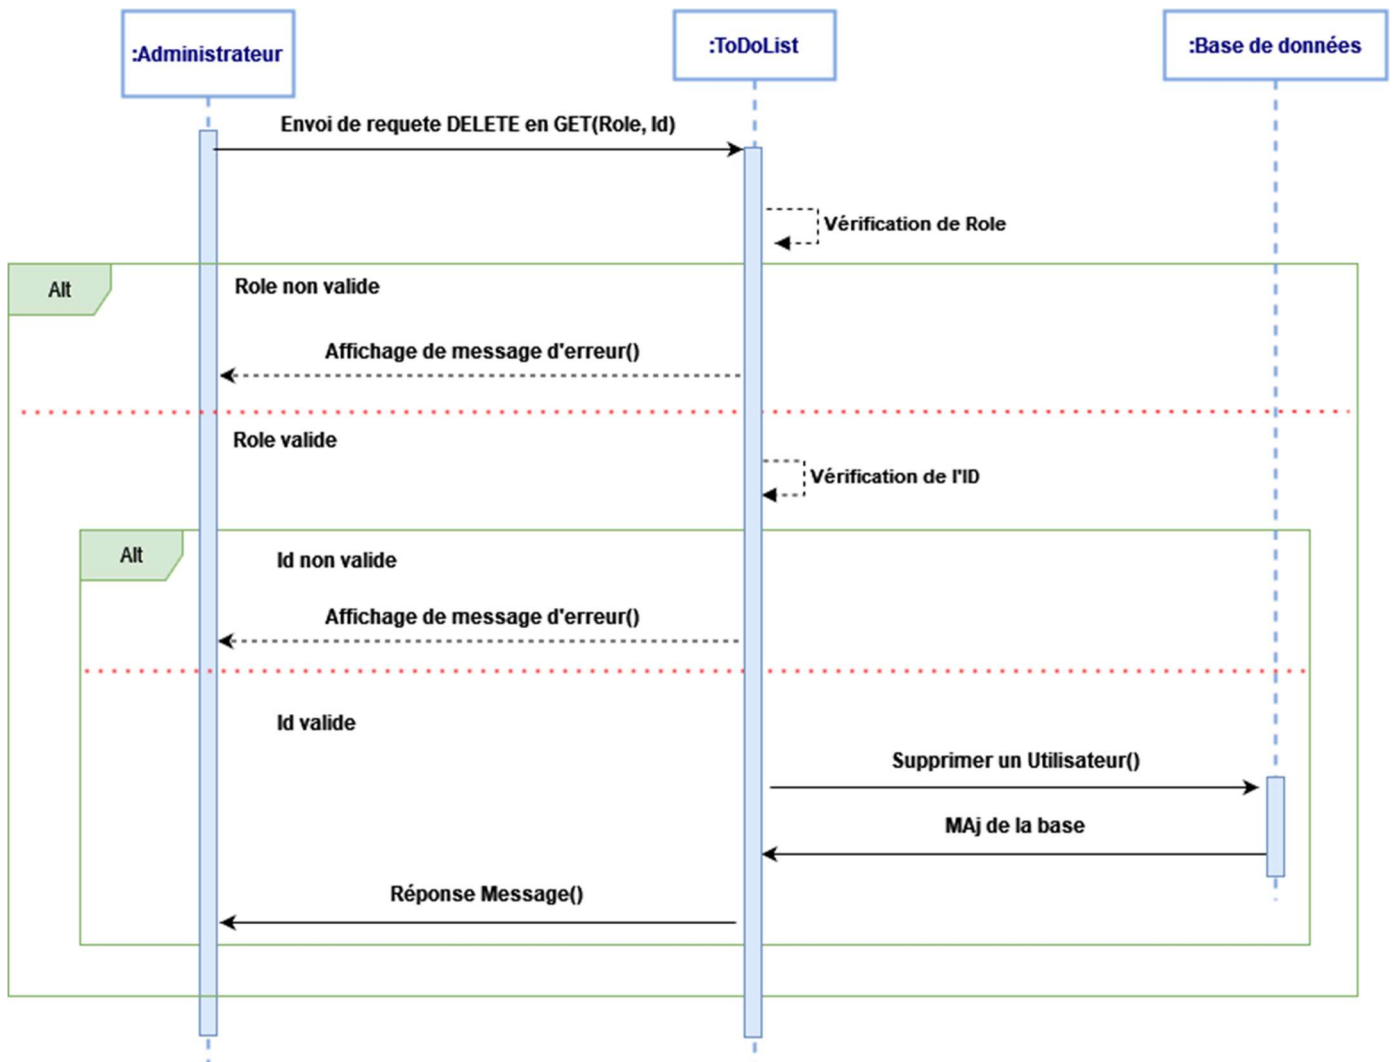 :Administrateur
:ToDoList
:Base de données
Envoi de requete DELETE en GET(Role, Id)
Vérification de Role
Alt
Role non valide
Affichage de message d'erreur()
Role valide
Vérification de l'ID
Alt
Id non valide
Affichage de message d'erreur()
Id valide
Supprimer un Utilisateur()
MAj de la base
Réponse Message()